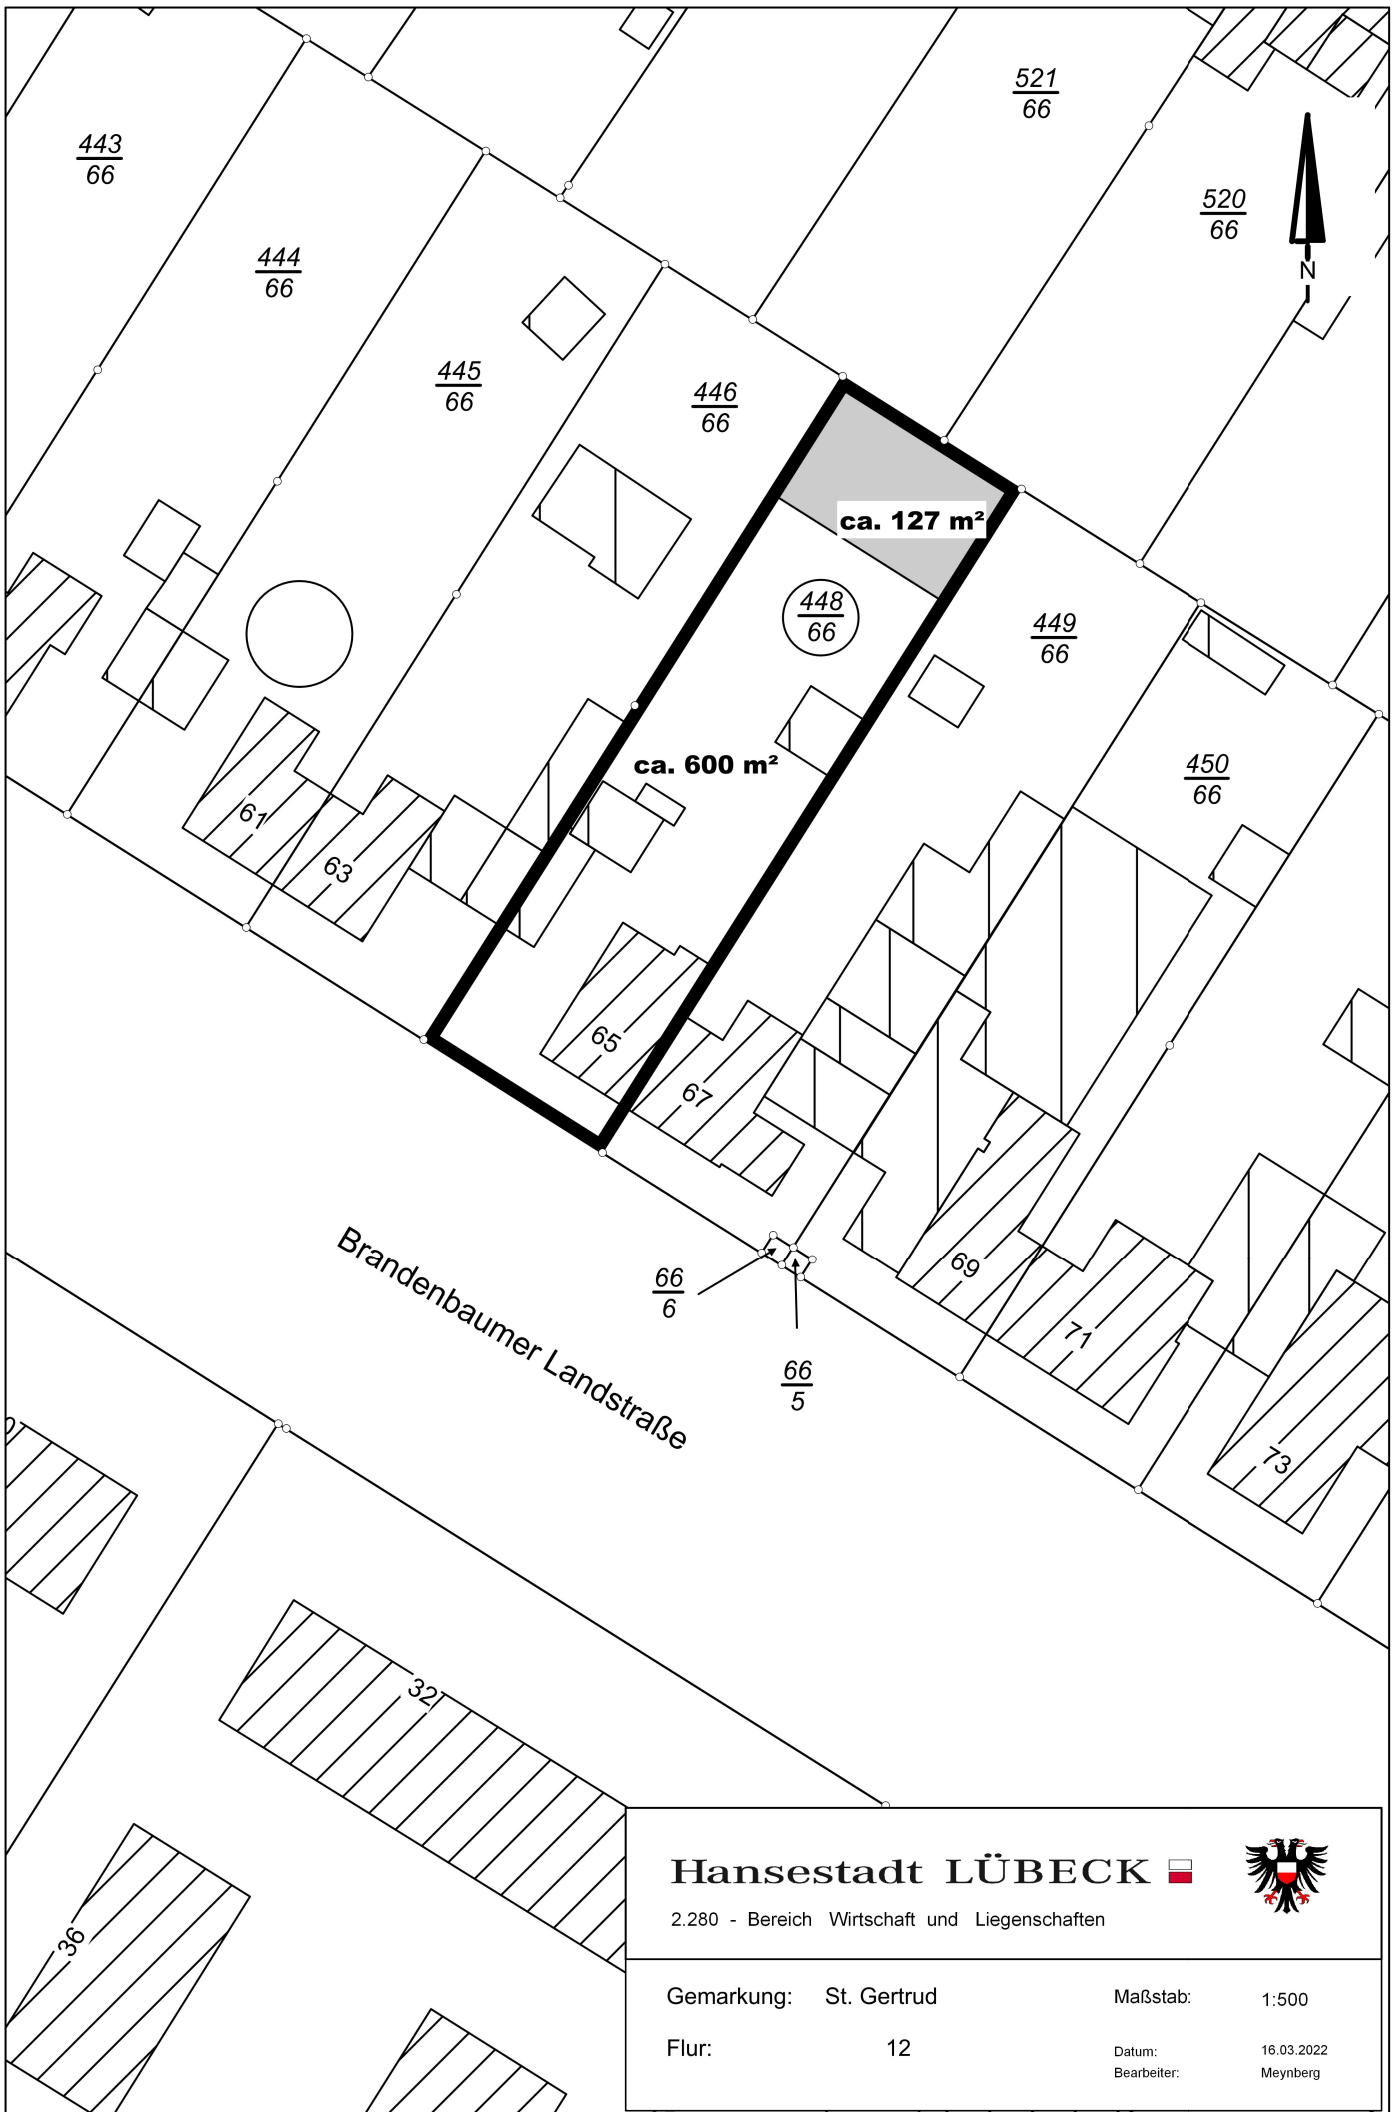 521
66
443
66
520
66
444
66
N
445
66
446
66
ca. 127 m²
448
66
449
66
ca. 600 m²
450
66
61
63
65
67
66
6
69
Brandenbaumer Landstraße
71
66
5
73
32
36
Hansestadt LÜBECK
2.280 - Bereich Wirtschaft und Liegenschaften
Gemarkung: St. Gertrud
Maßstab: 1:500
Flur: 12
Datum: 16.03.2022
Bearbeiter: Meynberg